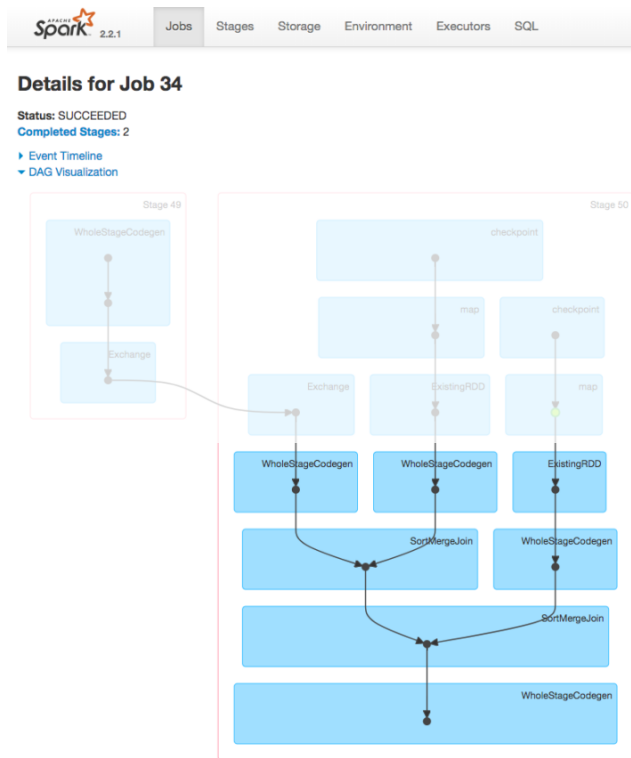 APACHE
Spark 2.2.1 Jobs Stages Storage Environment Executors SQL
Details for Job 34
Status: SUCCEEDED
Completed Stages: 2
Event Timeline
DAG Visualization
Stage 49 Stage 50
WholeStageCodegen checkpoint
map checkpoint
Exchange
Exchange ExistingRDD map
WholeStageCodegen WholeStageCodegen ExistingRDD
SortMergeJoin WholeStageCodegen
SortMergeJoin
WholeStageCodegen